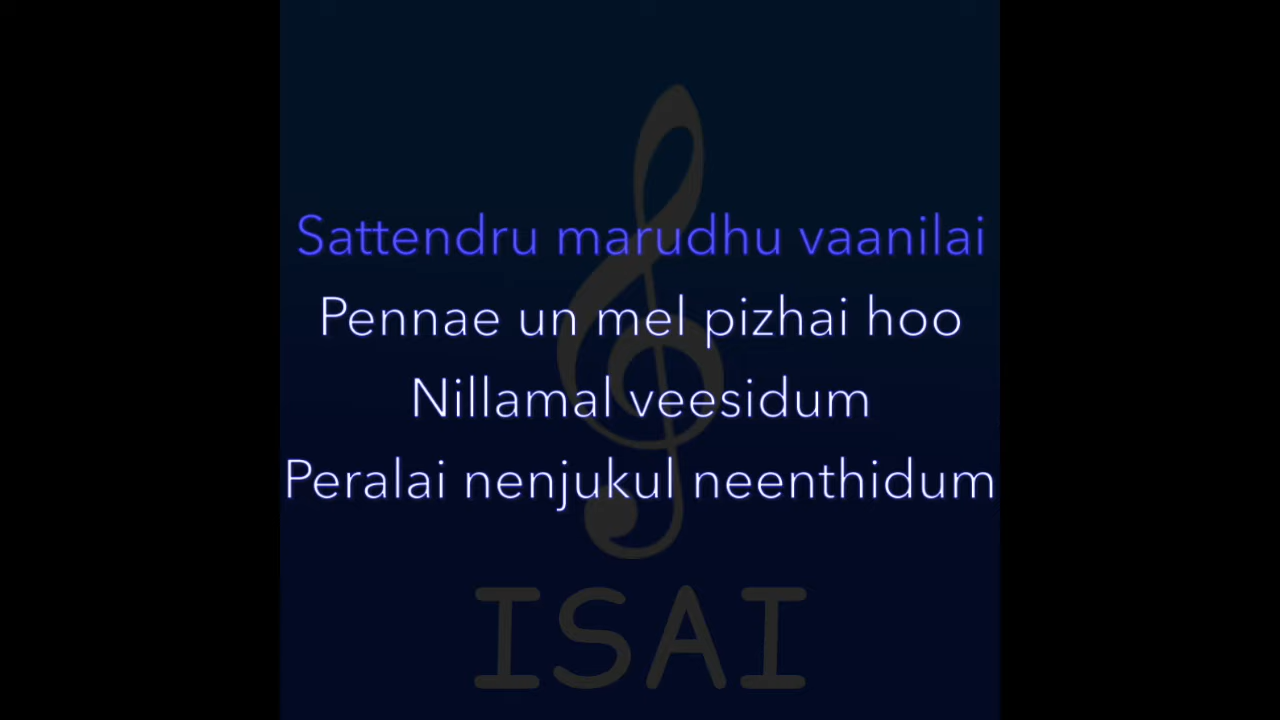 Sattendru marudhu vaanilai
Pennae un mel pizhai hoo
Nillamal veesidum
Peralai nenjukul neenthidum
ISAI